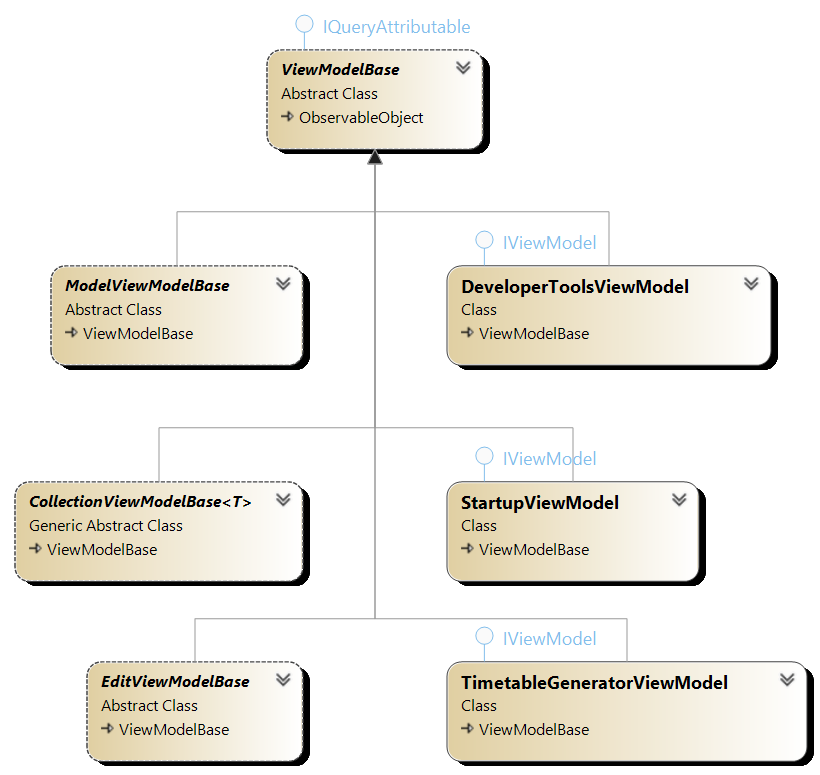 IQueryAttributable
ViewModelBase
Abstract Class
ObservableObject
ModelViewModelBase
Abstract Class
ViewModelBase
IViewModel
DeveloperToolsViewModel
Class
ViewModelBase
CollectionViewModelBase<T>
Generic Abstract Class
ViewModelBase
IViewModel
StartupViewModel
Class
ViewModelBase
EditViewModelBase
Abstract Class
ViewModelBase
IViewModel
TimetableGeneratorViewModel
Class
ViewModelBase